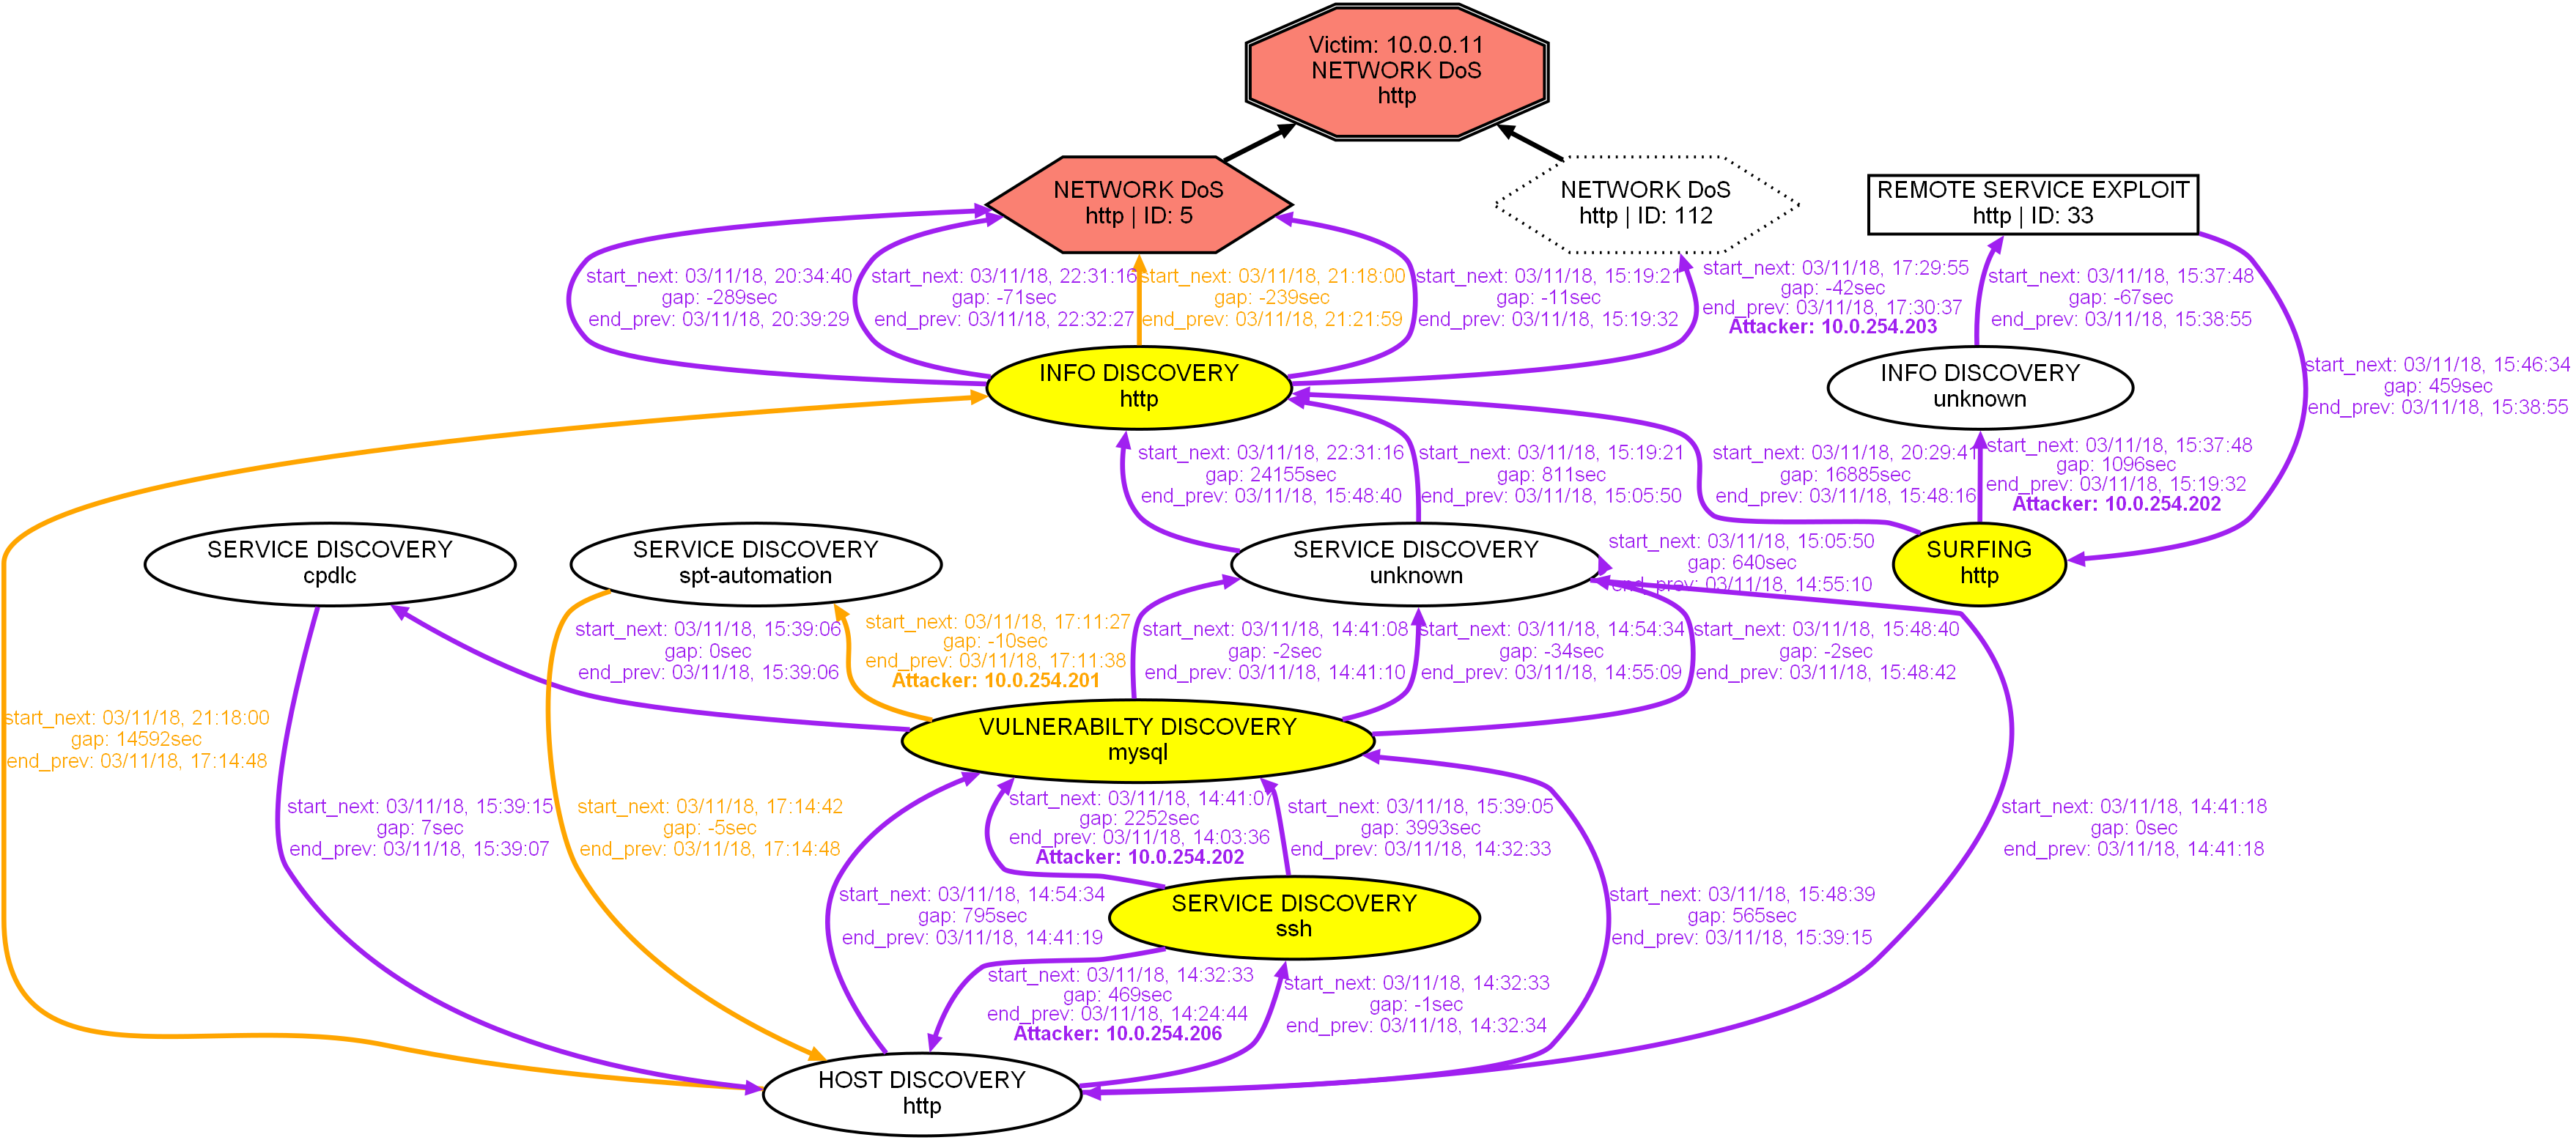 Victim: 10.0.0.11
NETWORK DoS
http
NETWORK DoS
http | ID: 5
NETWORK DoS
http | ID: 112
REMOTE SERVICE EXPLOIT
http | ID: 33
start_next: 03/11/18, 20:34:40
gap: -289sec
end_prev: 03/11/18, 20:39:29
start_next: 03/11/18, 22:31:16
gap: -71sec
end_prev: 03/11/18, 22:32:27
start_next: 03/11/18, 21:18:00
gap: -239sec
end_prev: 03/11/18, 21:21:59
start_next: 03/11/18, 15:19:21
gap: -11sec
end_prev: 03/11/18, 15:19:32
start_next: 03/11/18, 17:29:55
gap: -42sec
end_prev: 03/11/18, 17:30:37
Attacker: 10.0.254.203
start_next: 03/11/18, 15:37:48
gap: -67sec
end_prev: 03/11/18, 15:38:55
start_next: 03/11/18, 15:46:34
gap: 459sec
end_prev: 03/11/18, 15:38:55
INFO DISCOVERY
http
INFO DISCOVERY
unknown
start_next: 03/11/18, 22:31:16
gap: 24155sec
end_prev: 03/11/18, 15:48:40
start_next: 03/11/18, 15:19:21
gap: 811sec
end_prev: 03/11/18, 15:05:50
start_next: 03/11/18, 20:29:41
gap: 16885sec
end_prev: 03/11/18, 15:48:16
start_next: 03/11/18, 15:37:48
gap: 1096sec
end_prev: 03/11/18, 15:19:32
Attacker: 10.0.254.202
SERVICE DISCOVERY
cpdlc
SERVICE DISCOVERY
spt-automation
SERVICE DISCOVERY
unknown
start_next: 03/11/18, 15:05:50
gap: 640sec
end_prev: 03/11/18, 14:55:10
SURFING
http
start_next: 03/11/18, 15:39:06
gap: 0sec
end_prev: 03/11/18, 15:39:06
start_next: 03/11/18, 17:11:27
gap: -10sec
end_prev: 03/11/18, 17:11:38
Attacker: 10.0.254.201
start_next: 03/11/18, 14:41:08
gap: -2sec
end_prev: 03/11/18, 14:41:10
start_next: 03/11/18, 14:54:34
gap: -34sec
end_prev: 03/11/18, 14:55:09
start_next: 03/11/18, 15:48:40
gap: -2sec
end_prev: 03/11/18, 15:48:42
start_next: 03/11/18, 21:18:00
gap: 14592sec
end_prev: 03/11/18, 17:14:48
VULNERABILTY DISCOVERY
mysql
start_next: 03/11/18, 15:39:15
gap: 7sec
end_prev: 03/11/18, 15:39:07
start_next: 03/11/18, 17:14:42
gap: -5sec
end_prev: 03/11/18, 17:14:48
start_next: 03/11/18, 14:41:07
gap: 2252sec
end_prev: 03/11/18, 14:03:36
Attacker: 10.0.254.202
start_next: 03/11/18, 15:39:05
gap: 3993sec
end_prev: 03/11/18, 14:32:33
start_next: 03/11/18, 14:41:18
gap: 0sec
end_prev: 03/11/18, 14:41:18
start_next: 03/11/18, 14:54:34
gap: 795sec
end_prev: 03/11/18, 14:41:19
SERVICE DISCOVERY
ssh
start_next: 03/11/18, 15:48:39
gap: 565sec
end_prev: 03/11/18, 15:39:15
start_next: 03/11/18, 14:32:33
gap: 469sec
end_prev: 03/11/18, 14:24:44
Attacker: 10.0.254.206
start_next: 03/11/18, 14:32:33
gap: -1sec
end_prev: 03/11/18, 14:32:34
HOST DISCOVERY
http